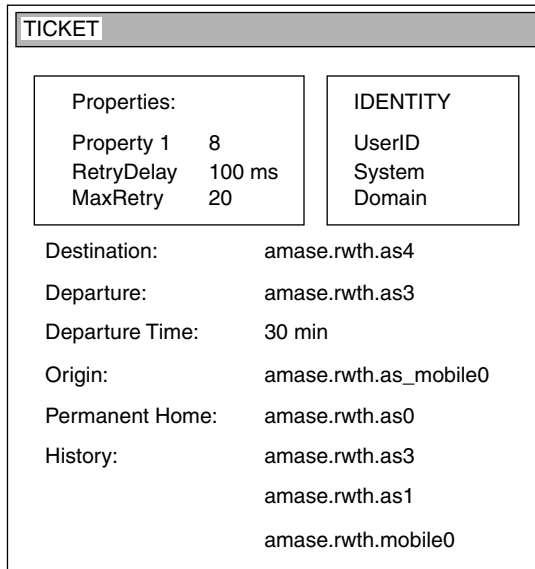 TICKET
Properties:
Property 1 8
RetryDelay 100 ms
MaxRetry 20
IDENTITY
UserID
System
Domain
Destination: amase.rwth.as4
Departure: amase.rwth.as3
Departure Time: 30 min
Origin: amase.rwth.as_mobile0
Permanent Home: amase.rwth.as0
History: amase.rwth.as3
amase.rwth.as1
amase.rwth.mobile0